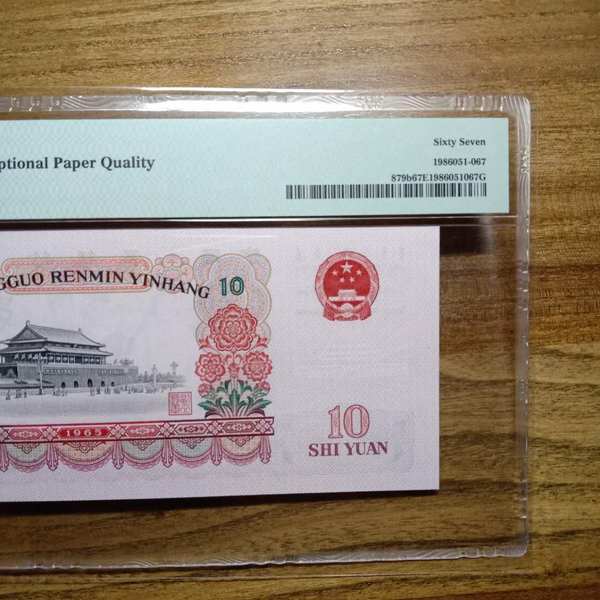 Sixty Seven
ptional Paper Quality
1986051-067
879b67E1986051067G
GGUO RENMIN YINHANG
10
1965
10
SHI YUAN